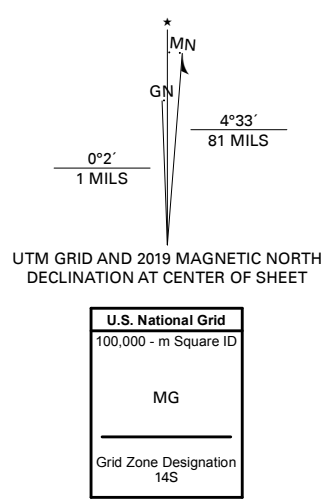 ★
MN
GN
4°33´
81 MILS
0°2´
1 MILS
UTM GRID AND 2019 MAGNETIC NORTH
DECLINATION AT CENTER OF SHEET
U.S. National Grid
100,000 - m Square ID
MG
Grid Zone Designation
14S